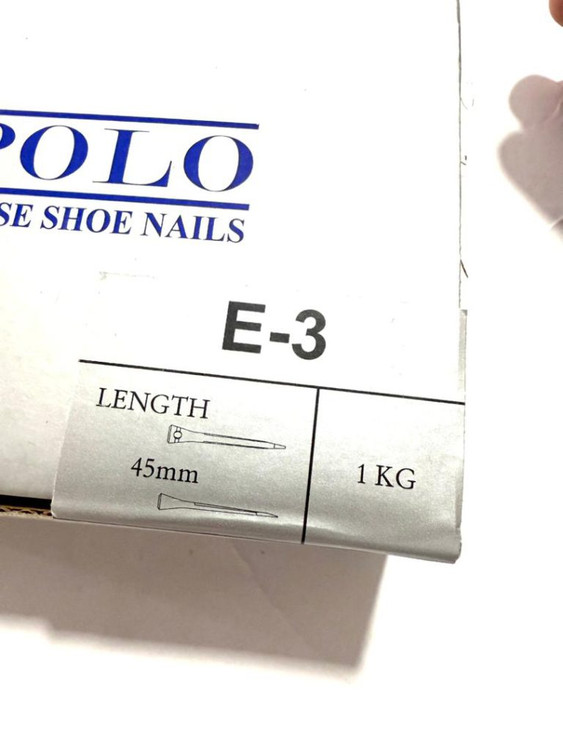 POLO
SE SHOE NAILS
E-3
LENGTH
45mm
1 KG